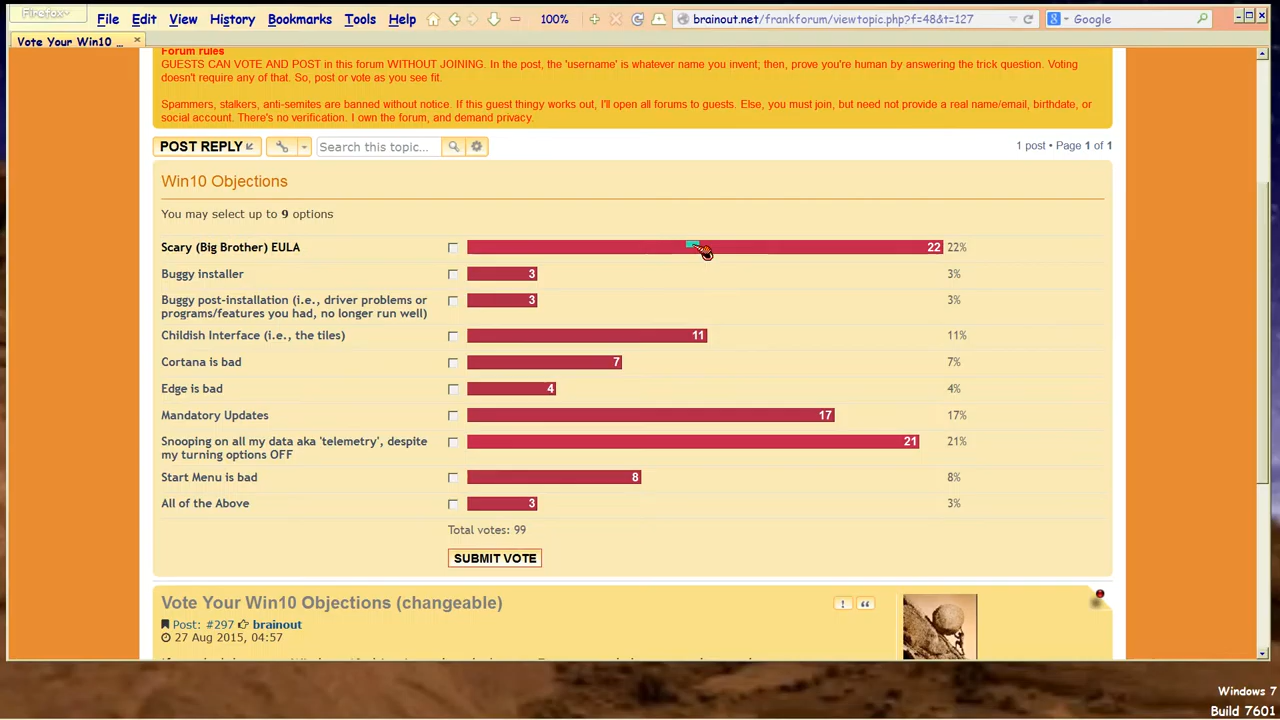 Firefox
File Edit View History Bookmarks Tools Help 100% brainout.net/frankforum/viewtopic.php?f=48&t=127 Google
Vote Your Win10 ...
Forum rules
GUESTS CAN VOTE AND POST in this forum WITHOUT JOINING. In the post, the 'username' is whatever name you invent; then, prove you're human by answering the trick question. Voting
doesn't require any of that. So, post or vote as you see fit.
Spammers, stalkers, anti-semites are banned without notice. If this guest thingy works out, I'll open all forums to guests. Else, you must join, but need not provide a real name/email, birthdate, or
social account. There's no verification. I own the forum, and demand privacy.
POST REPLY Search this topic... 1 post • Page 1 of 1
Win10 Objections
You may select up to 9 options
Scary (Big Brother) EULA 22 22%
Buggy installer 3 3%
Buggy post-installation (i.e., driver problems or 3 3%
programs/features you had, no longer run well)
Childish Interface (i.e., the tiles) 11 11%
Cortana is bad 7 7%
Edge is bad 4 4%
Mandatory Updates 17 17%
Snooping on all my data aka 'telemetry', despite 21 21%
my turning options OFF
Start Menu is bad 8 8%
All of the Above 3 3%
Total votes: 99
SUBMIT VOTE
Vote Your Win10 Objections (changeable)
Post: #297 brainout
27 Aug 2015, 04:57
Windows 7
Build 7601